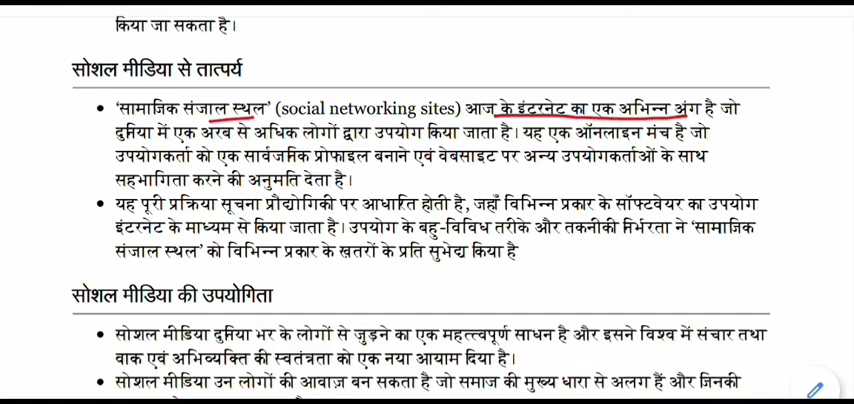 किया जा सकता है।
सोशल मीडिया से तात्पर्य
• ‘सामाजिक संजाल स्थल’ (social networking sites) आज के इंटरनेट का एक अभिन्न अंग है जो
दुनिया में एक अरब से अधिक लोगों द्वारा उपयोग किया जाता है। यह एक ऑनलाइन मंच है जो
उपयोगकर्ता को एक सार्वजनिक प्रोफाइल बनाने एवं वेबसाइट पर अन्य उपयोगकर्ताओं के साथ
सहभागिता करने की अनुमति देता है।
• यह पूरी प्रक्रिया सूचना प्रौद्योगिकी पर आधारित होती है, जहाँ विभिन्न प्रकार के सॉफ्टवेयर का उपयोग
इंटरनेट के माध्यम से किया जाता है। उपयोग के बहु-विविध तरीके और तकनीकी निर्भरता ने ‘सामाजिक
संजाल स्थल’ को विभिन्न प्रकार के खतरों के प्रति सुभेद्य किया है
सोशल मीडिया की उपयोगिता
• सोशल मीडिया दुनिया भर के लोगों से जुड़ने का एक महत्त्वपूर्ण साधन है और इसने विश्व में संचार तथा
वाक एवं अभिव्यक्ति की स्वतंत्रता को एक नया आयाम दिया है।
• सोशल मीडिया उन लोगों की आवाज़ बन सकता है जो समाज की मुख्य धारा से अलग हैं और जिनकी